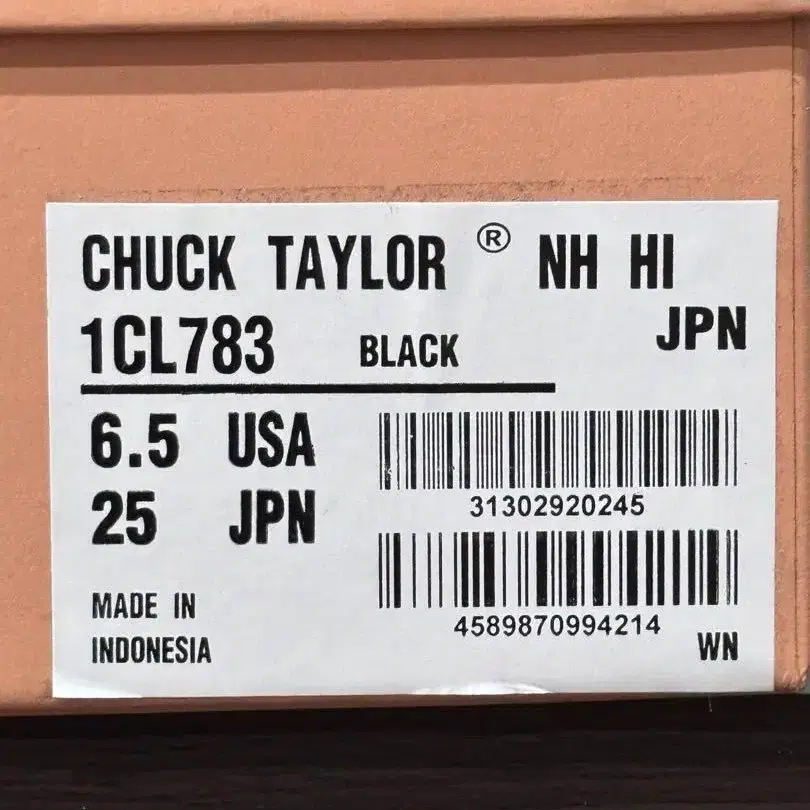 CHUCK TAYLOR ® NH HI
1CL783 BLACK JPN
6.5 USA
25 JPN
31302920245
4589870994214
MADE IN
INDONESIA
WN